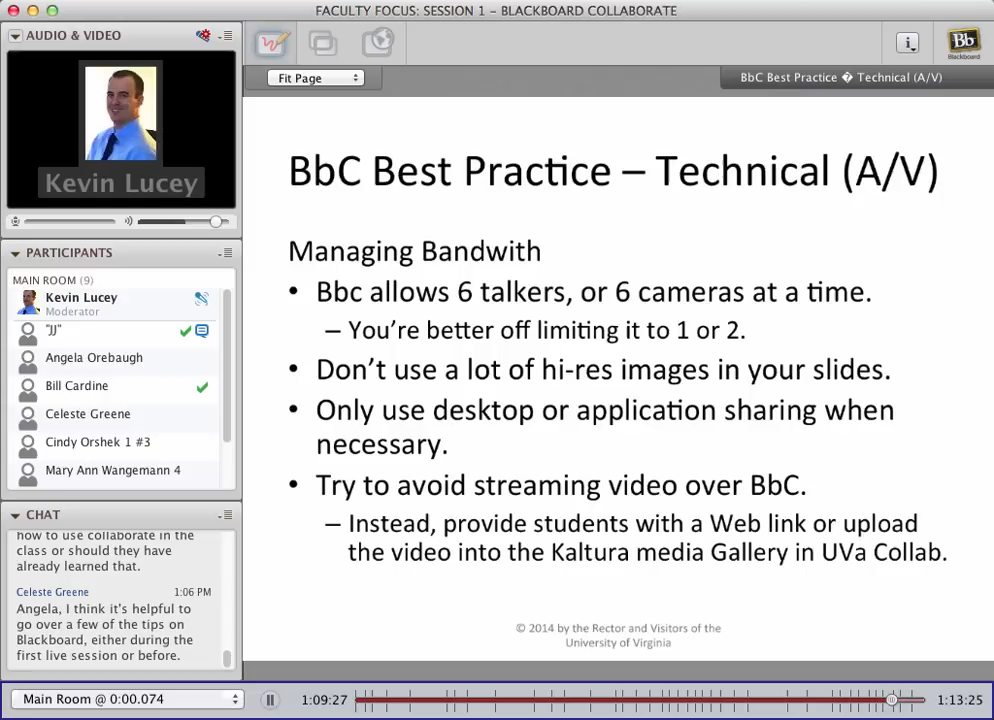 FACULTY FOCUS: SESSION 1 – BLACKBOARD COLLABORATE
AUDIO & VIDEO
Kevin Lucey
PARTICIPANTS
MAIN ROOM (9)
Kevin Lucey
Moderator
"JJ"
Angela Orebaugh
Bill Cardine
Celeste Greene
Cindy Orshek 1 #3
Mary Ann Wangemann 4
CHAT
how to use collaborate in the
class or should they have
already learned that.
Celeste Greene 1:06 PM
Angela, I think it's helpful to
go over a few of the tips on
Blackboard, either during the
first live session or before.
Fit Page
BbC Best Practice � Technical (A/V)
i
Bb
Blackboard
BbC Best Practice – Technical (A/V)
Managing Bandwith
• Bbc allows 6 talkers, or 6 cameras at a time.
– You're better off limiting it to 1 or 2.
• Don't use a lot of hi-res images in your slides.
• Only use desktop or application sharing when
necessary.
• Try to avoid streaming video over BbC.
– Instead, provide students with a Web link or upload
the video into the Kaltura media Gallery in UVa Collab.
© 2014 by the Rector and Visitors of the
University of Virginia
Main Room @ 0:00.074
1:09:27
1:13:25